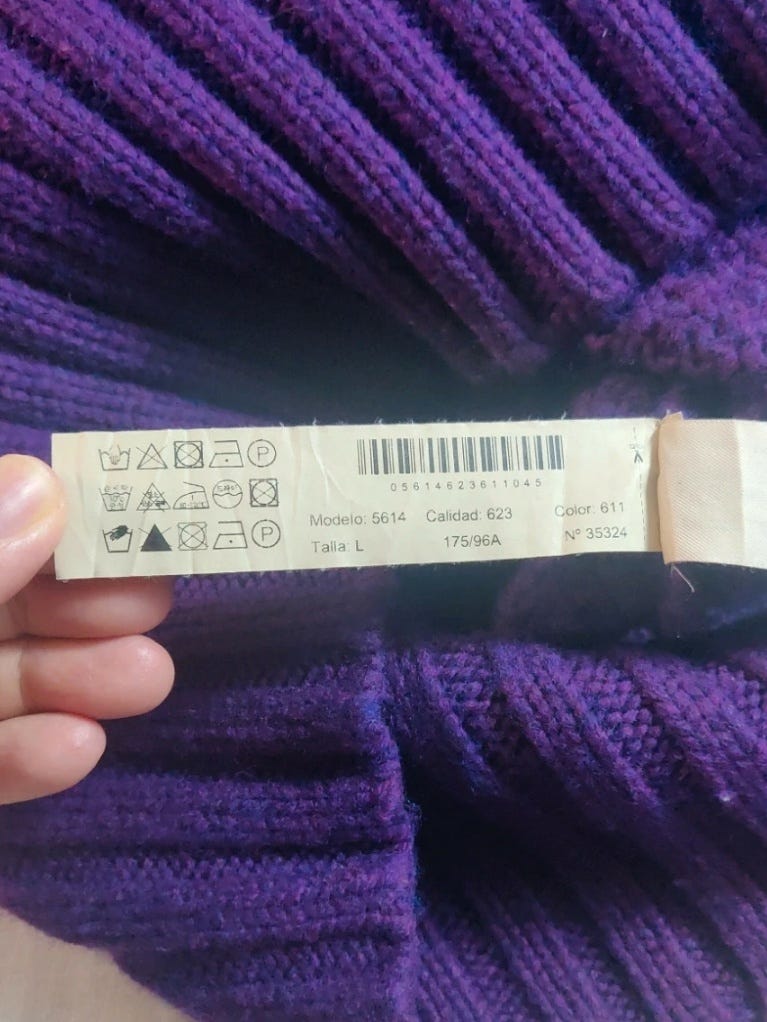 P
05614623611045
Modelo: 5614 Calidad: 623 Color: 611
Talla: L 175/96A Nº 35324
P